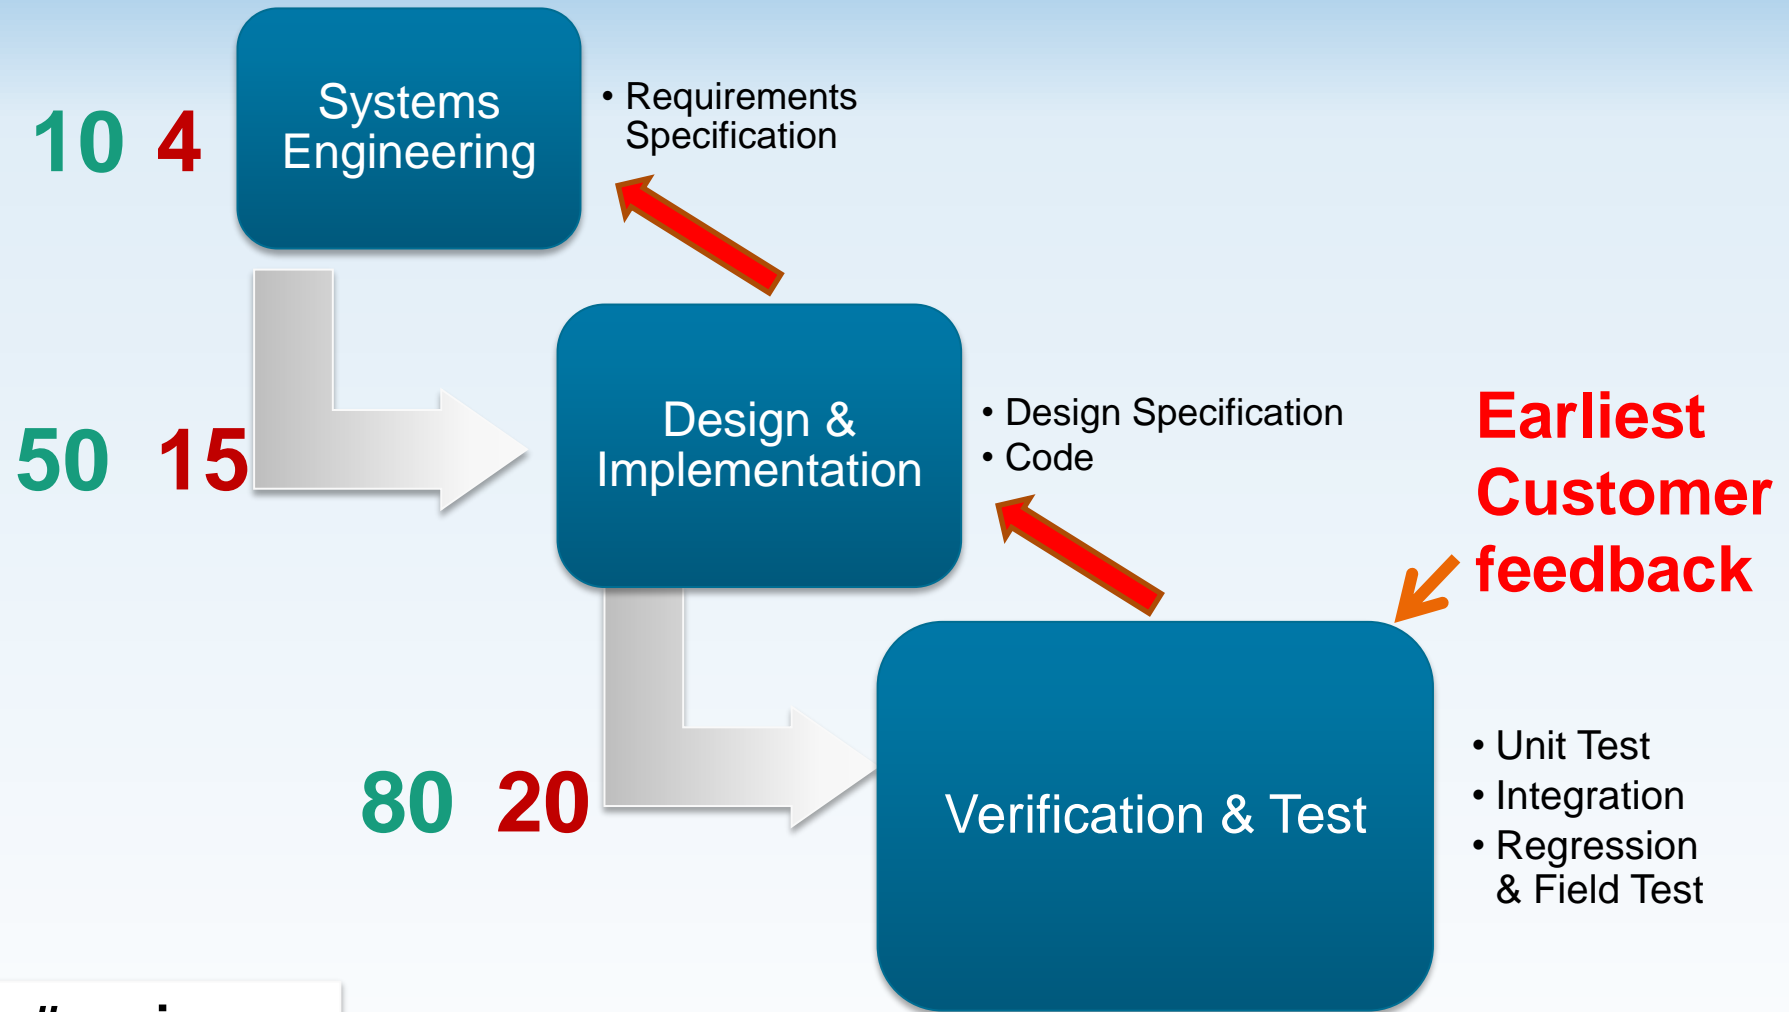 Systems
Engineering
• Requirements
Specification
10 4
Design &
Implementation
• Design Specification
• Code
50 15
Earliest
Customer
feedback
Verification & Test
• Unit Test
• Integration
• Regression
& Field Test
80 20